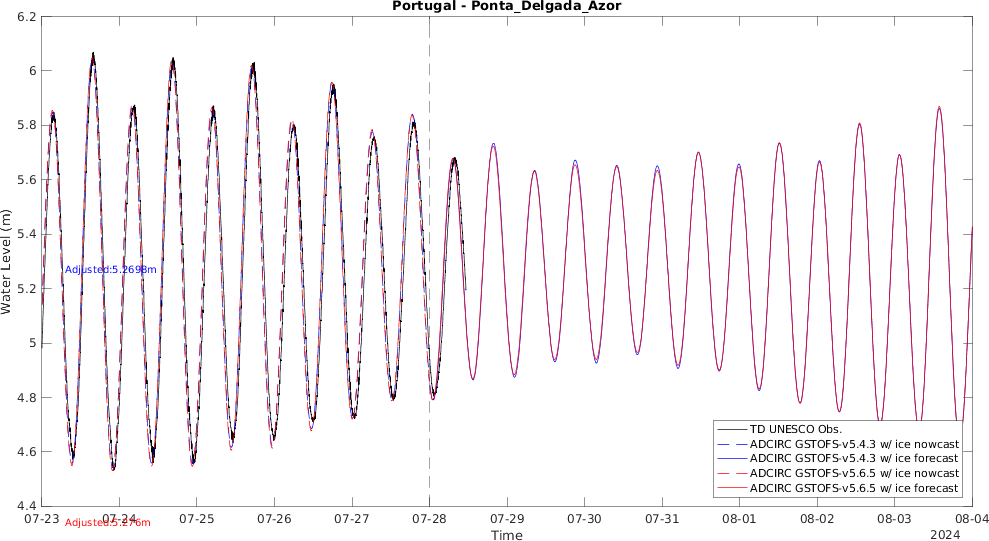 Portugal - Ponta_Delgada_Azor
6.2
6
5.8
5.6
5.4
5.2
5
4.8
4.6
4.4
Water Level (m)
Adjusted:5.2698m
Adjusted:5.276m
TD UNESCO Obs.
ADCIRC GSTOFS-v5.4.3 w/ ice nowcast
ADCIRC GSTOFS-v5.4.3 w/ ice forecast
ADCIRC GSTOFS-v5.6.5 w/ ice nowcast
ADCIRC GSTOFS-v5.6.5 w/ ice forecast
07-23 07-24 07-25 07-26 07-27 07-28 07-29 07-30 07-31 08-01 08-02 08-03 08-04
Time
2024